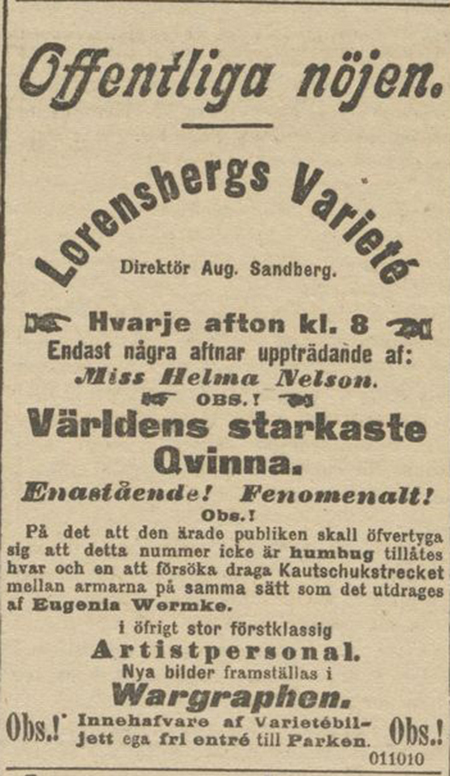 Offentliga nöjen.
Lorensbergs Varieté
Direktör Aug. Sandberg.
Hvarje afton kl. 8
Endast några aftnar uppträdande af:
Miss Helma Nelson.
OBS.!
Världens starkaste
Qvinna.
Enastående! Fenomenalt!
Obs.!
På det att den ärade publiken skall öfvertyga
sig att detta nummer icke är humbug tillåtes
hvar och en att försöka draga Kautschukstrecket
mellan armarna på samma sätt som det utdrages
af Eugenia Wermke.
i öfrigt stor förstklassig
Artistpersonal.
Nya bilder framställas i
Wargraphen.
Obs.! Innehafvare af Varietébil-
jett ega fri entré till Parken. Obs.!
011010